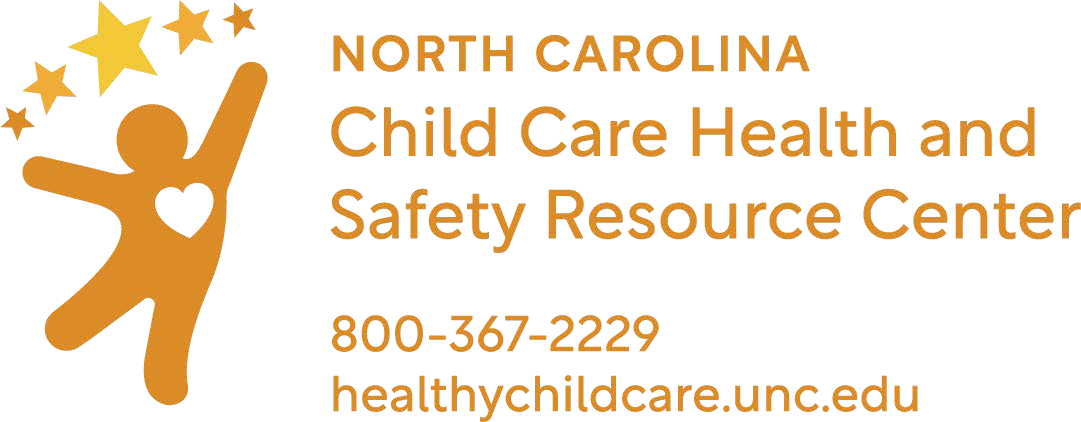 NORTH CAROLINA
Child Care Health and
Safety Resource Center
800-367-2229
healthychildcare.unc.edu